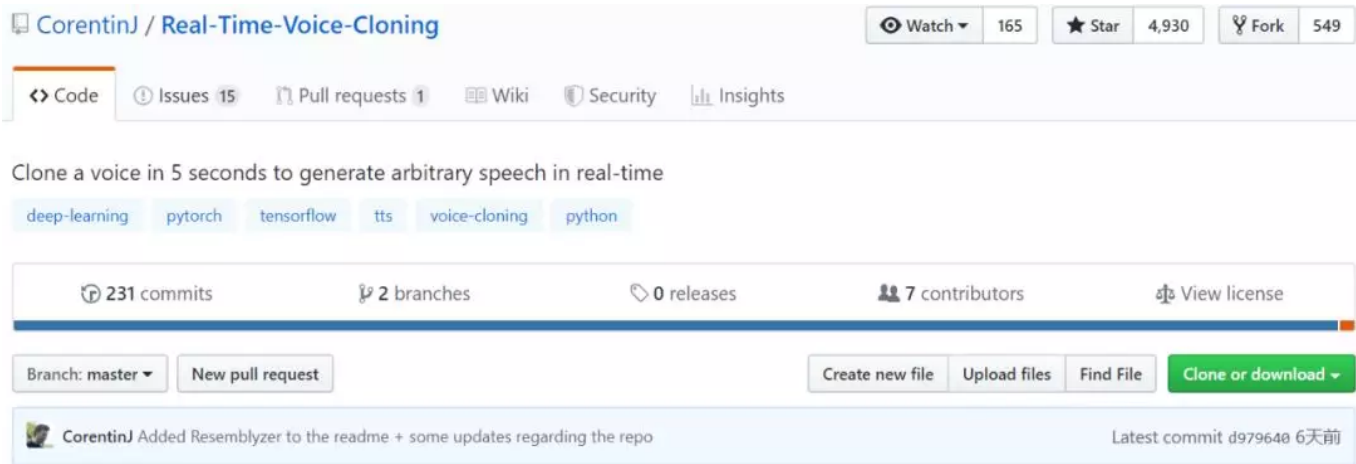 CorentinJ / Real-Time-Voice-Cloning Watch 165 Star 4,930 Fork 549
Code Issues 15 Pull requests 1 Wiki Security Insights
Clone a voice in 5 seconds to generate arbitrary speech in real-time
deep-learning pytorch tensorflow tts voice-cloning python
231 commits 2 branches 0 releases 7 contributors View license
Branch: master New pull request Create new file Upload files Find File Clone or download
CorentinJ Added Resemblyzer to the readme + some updates regarding the repo Latest commit d979640 6天前